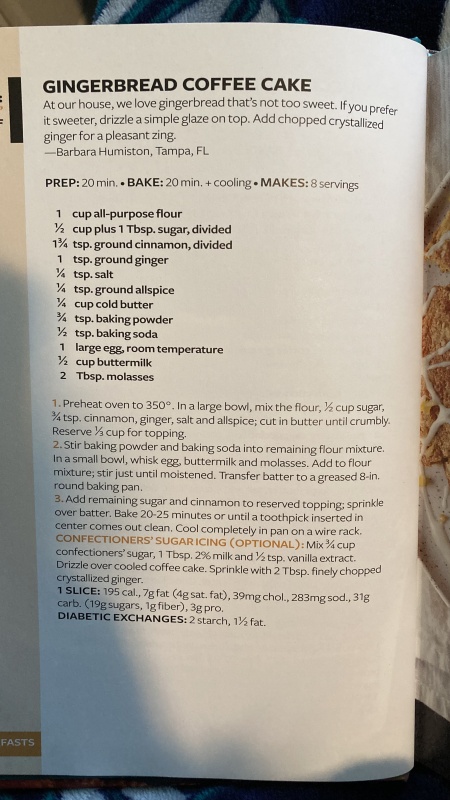 GINGERBREAD COFFEE CAKE
At our house, we love gingerbread that's not too sweet. If you prefer
it sweeter, drizzle a simple glaze on top. Add chopped crystallized
ginger for a pleasant zing.
—Barbara Humiston, Tampa, FL
PREP: 20 min. • BAKE: 20 min. + cooling • MAKES: 8 servings
1 cup all-purpose flour
½ cup plus 1 Tbsp. sugar, divided
1¾ tsp. ground cinnamon, divided
1 tsp. ground ginger
¼ tsp. salt
¼ tsp. ground allspice
¼ cup cold butter
¾ tsp. baking powder
½ tsp. baking soda
1 large egg, room temperature
½ cup buttermilk
2 Tbsp. molasses
1. Preheat oven to 350°. In a large bowl, mix the flour, ½ cup sugar,
¾ tsp. cinnamon, ginger, salt and allspice; cut in butter until crumbly.
Reserve ⅓ cup for topping.
2. Stir baking powder and baking soda into remaining flour mixture.
In a small bowl, whisk egg, buttermilk and molasses. Add to flour
mixture; stir just until moistened. Transfer batter to a greased 8-in.
round baking pan.
3. Add remaining sugar and cinnamon to reserved topping; sprinkle
over batter. Bake 20-25 minutes or until a toothpick inserted in
center comes out clean. Cool completely in pan on a wire rack.
CONFECTIONERS' SUGAR ICING (OPTIONAL): Mix ¾ cup
confectioners' sugar, 1 Tbsp. 2% milk and ½ tsp. vanilla extract.
Drizzle over cooled coffee cake. Sprinkle with 2 Tbsp. finely chopped
crystallized ginger.
1 SLICE: 195 cal., 7g fat (4g sat. fat), 39mg chol., 283mg sod., 31g
carb. (19g sugars, 1g fiber), 3g pro.
DIABETIC EXCHANGES: 2 starch, 1½ fat.
FASTS